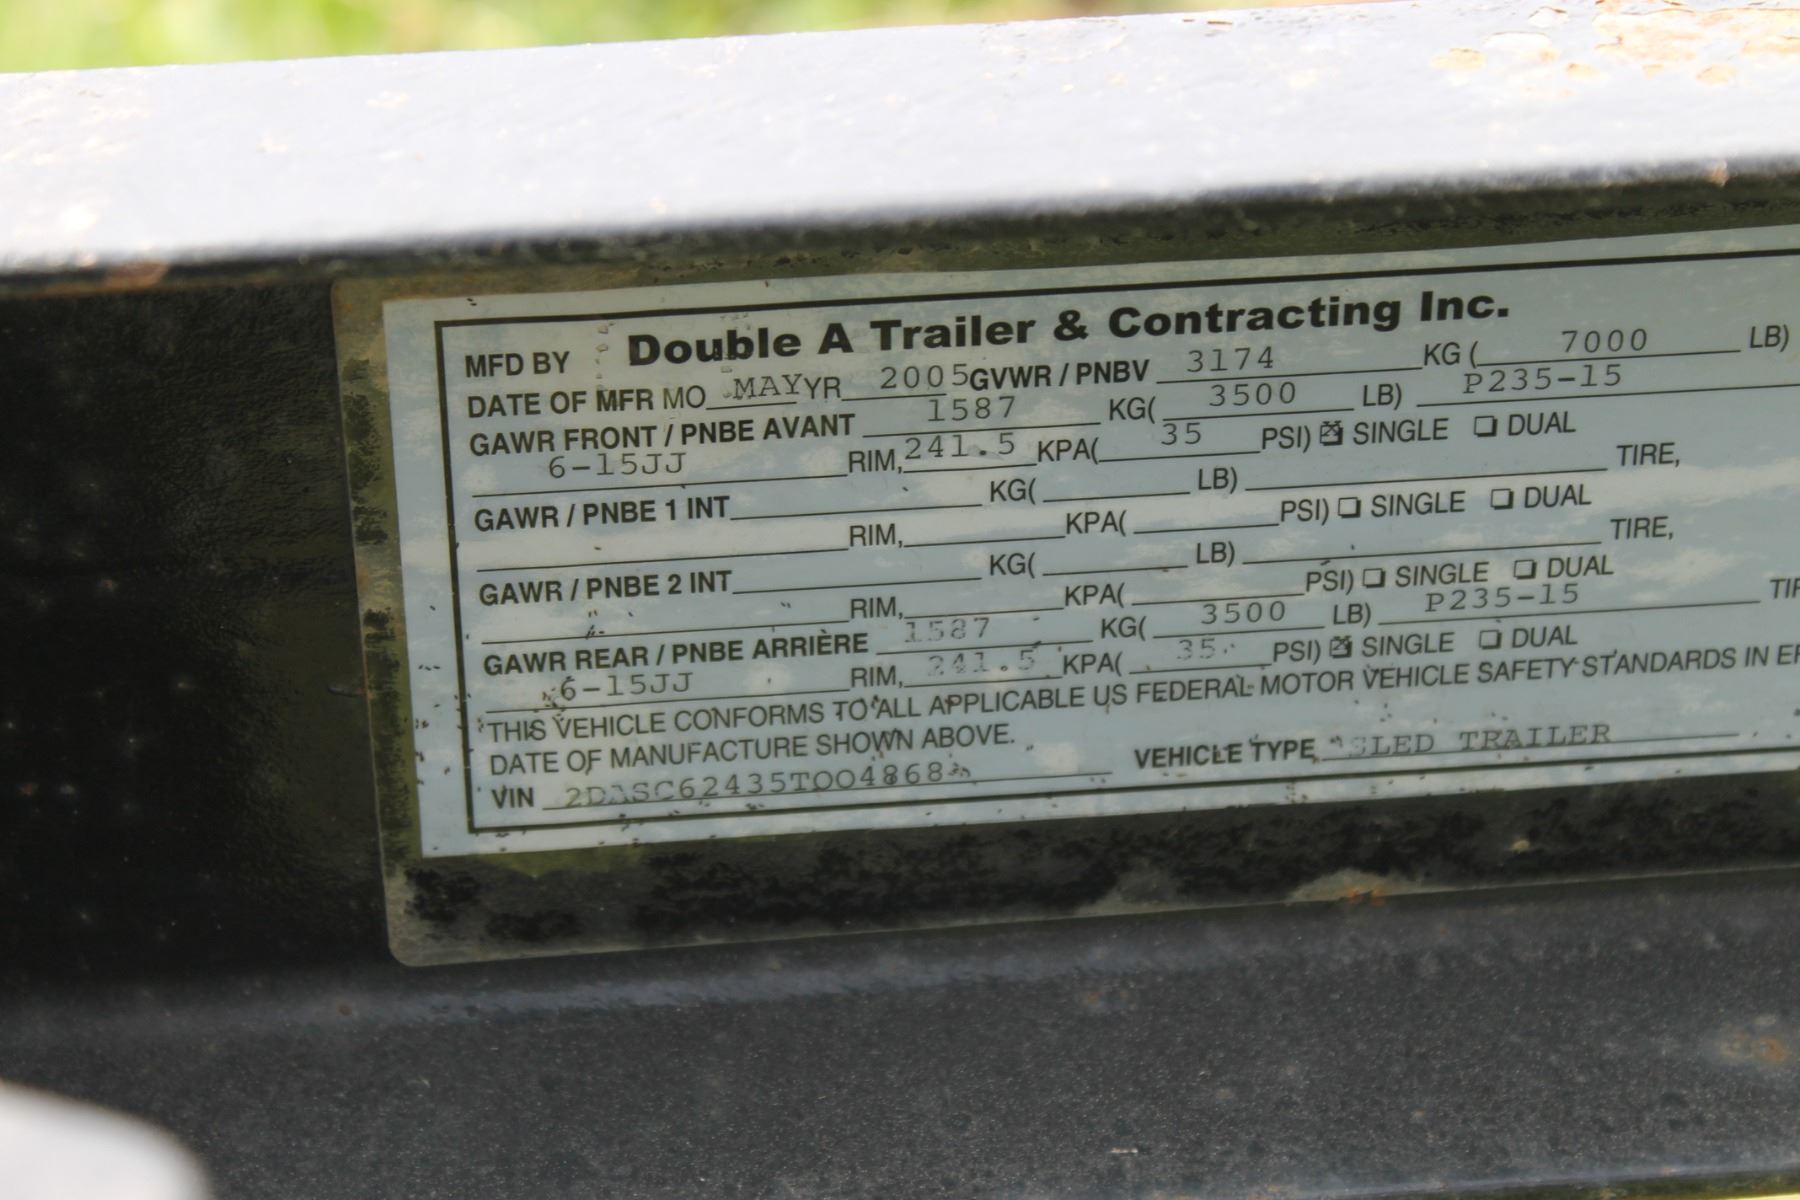 MFD BY Double A Trailer & Contracting Inc.
DATE OF MFR MO MAY YR 2005 GVWR / PNBV 3174 KG ( 7000 LB)
GAWR FRONT / PNBE AVANT 1587 KG( 3500 LB) P235-15
6-15JJ RIM, 241.5 KPA( 35 PSI) ☒ SINGLE ❑ DUAL
GAWR / PNBE 1 INT KG( LB) TIRE,
RIM, KPA( PSI) ❑ SINGLE ❑ DUAL
GAWR / PNBE 2 INT KG( LB) TIRE,
RIM, KPA( PSI) ❑ SINGLE ❑ DUAL
GAWR REAR / PNBE ARRIÈRE 1587 KG( 3500 LB) P235-15
6-15JJ RIM, 241.5 KPA( 35 PSI) ☒ SINGLE ❑ DUAL
THIS VEHICLE CONFORMS TO ALL APPLICABLE US FEDERAL MOTOR VEHICLE SAFETY STANDARDS IN
DATE OF MANUFACTURE SHOWN ABOVE. VEHICLE TYPE SLED TRAILER
VIN 2DASC62435TOO4868